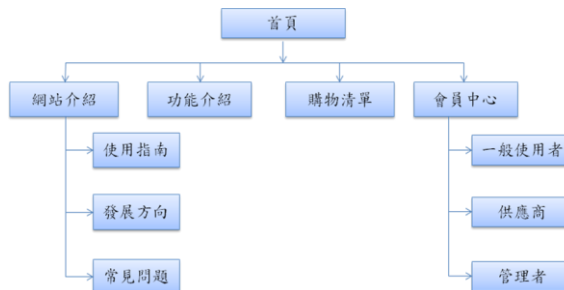 首頁
網站介紹
功能介紹
購物清單
會員中心
使用指南
發展方向
常見問題
一般使用者
供應商
管理者